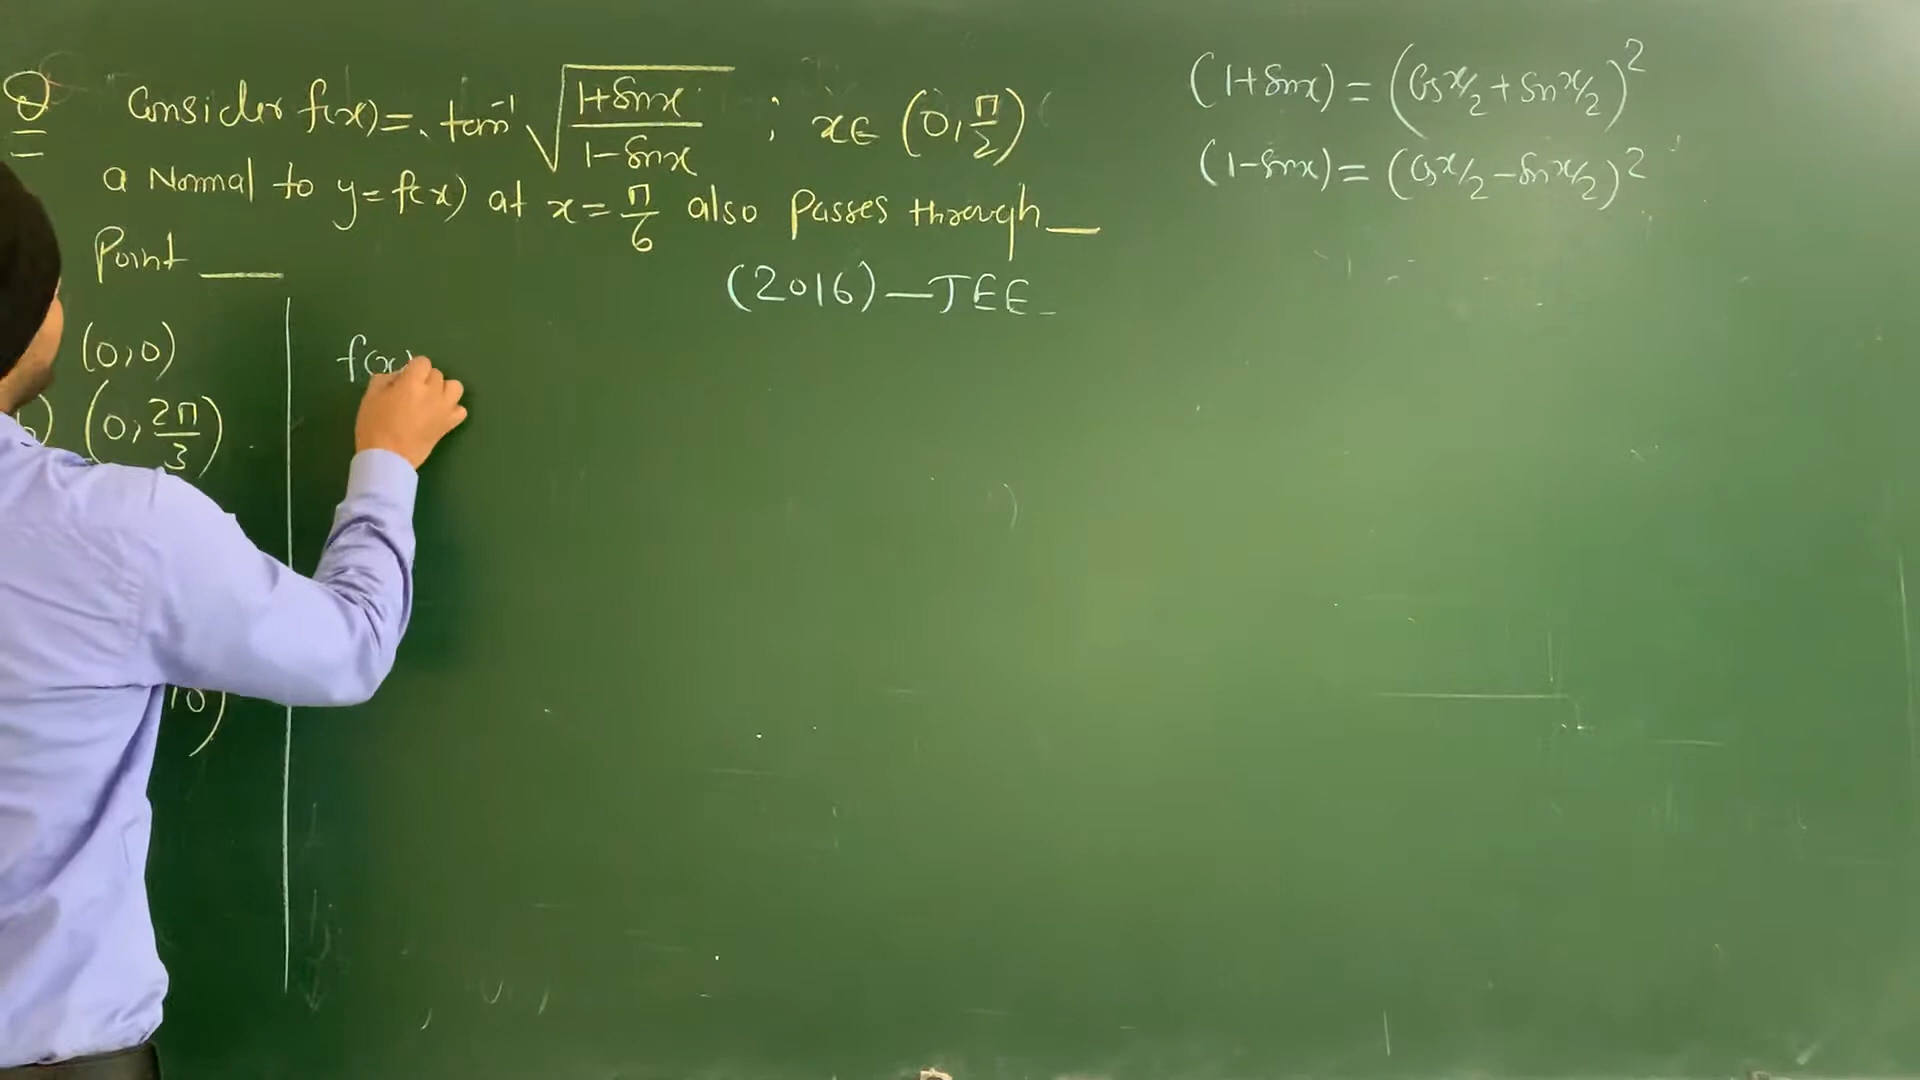 Q Consider f(x) = tan⁻¹ √((1+Sinx)/(1-Sinx)) ; x∈ (0, π/2)
a Normal to y=f(x) at x=π/6 also Passes through __
Point ___
(2016) – JEE
(0,0)
b) (0, 2π/3)
f(x)
(1+Sinx) = (Cos x/2 + Sin x/2)²
(1-Sinx) = (Cos x/2 - Sin x/2)²